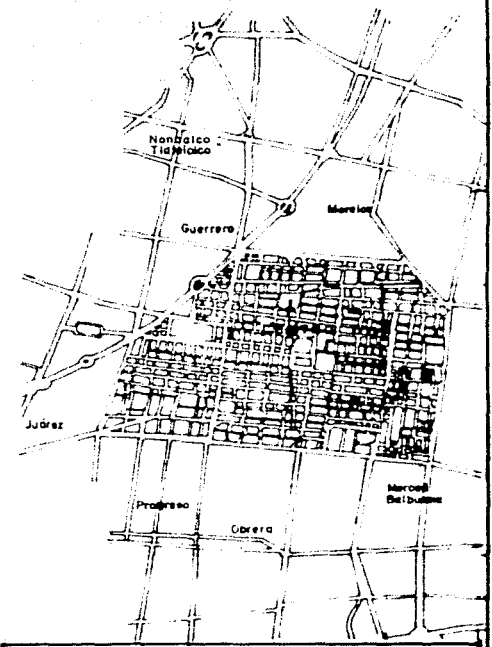 Nonoalco
Tlatelolco
Morelos
Guerrero
Juárez
Merced
Balbuena
Progreso
Obrera